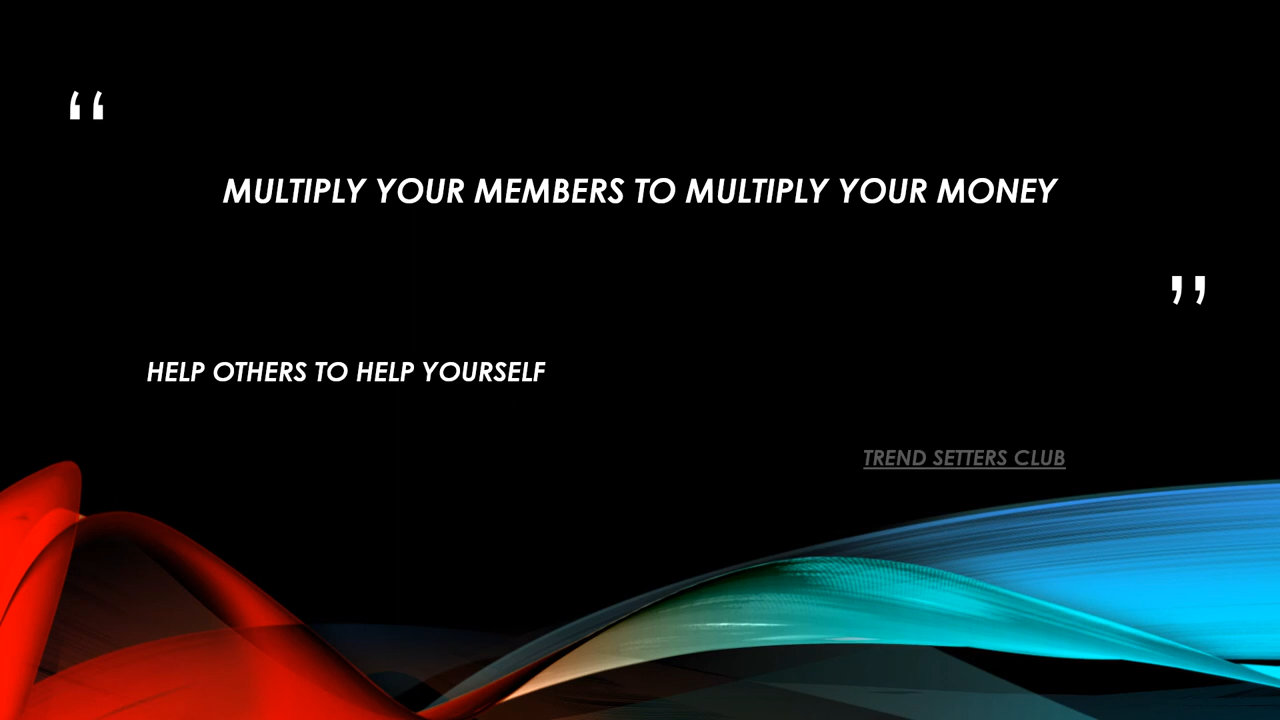 “
MULTIPLY YOUR MEMBERS TO MULTIPLY YOUR MONEY
”
HELP OTHERS TO HELP YOURSELF
TREND SETTERS CLUB